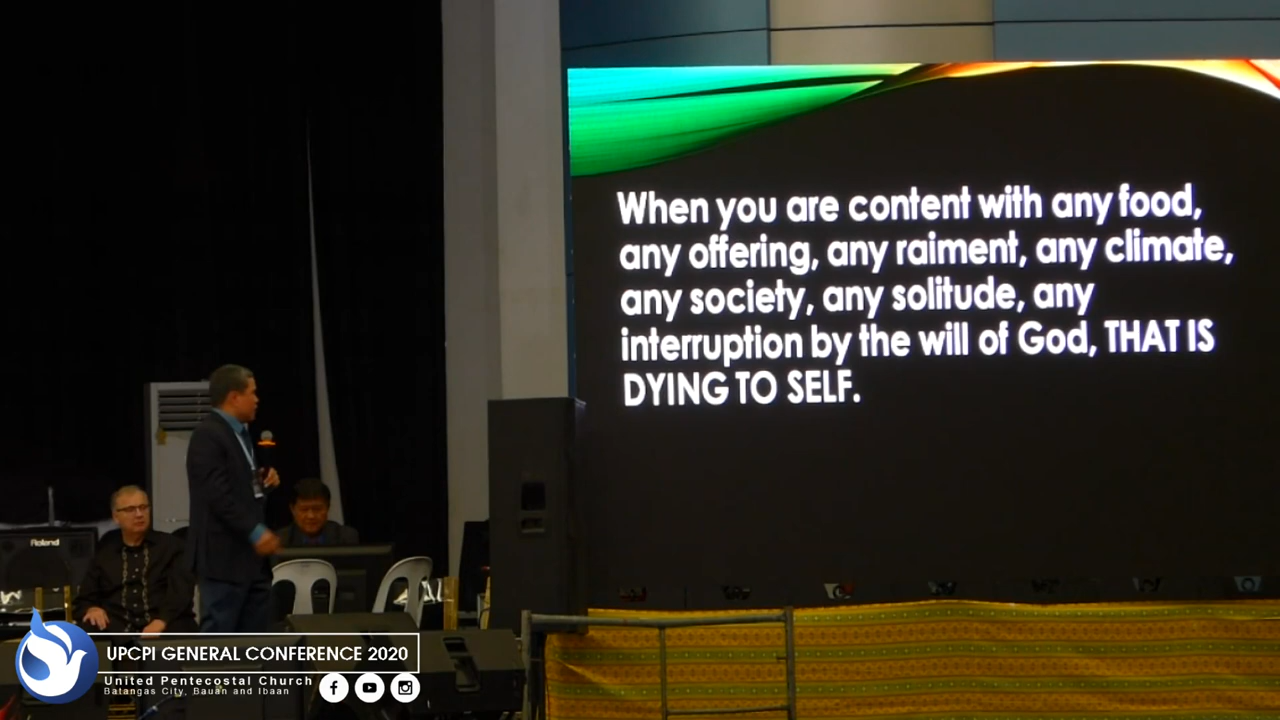 When you are content with any food,
any offering, any raiment, any climate,
any society, any solitude, any
interruption by the will of God, THAT IS
DYING TO SELF.
Roland
UPCPI GENERAL CONFERENCE 2020
United Pentecostal Church
Batangas City, Bauan and Ibaan